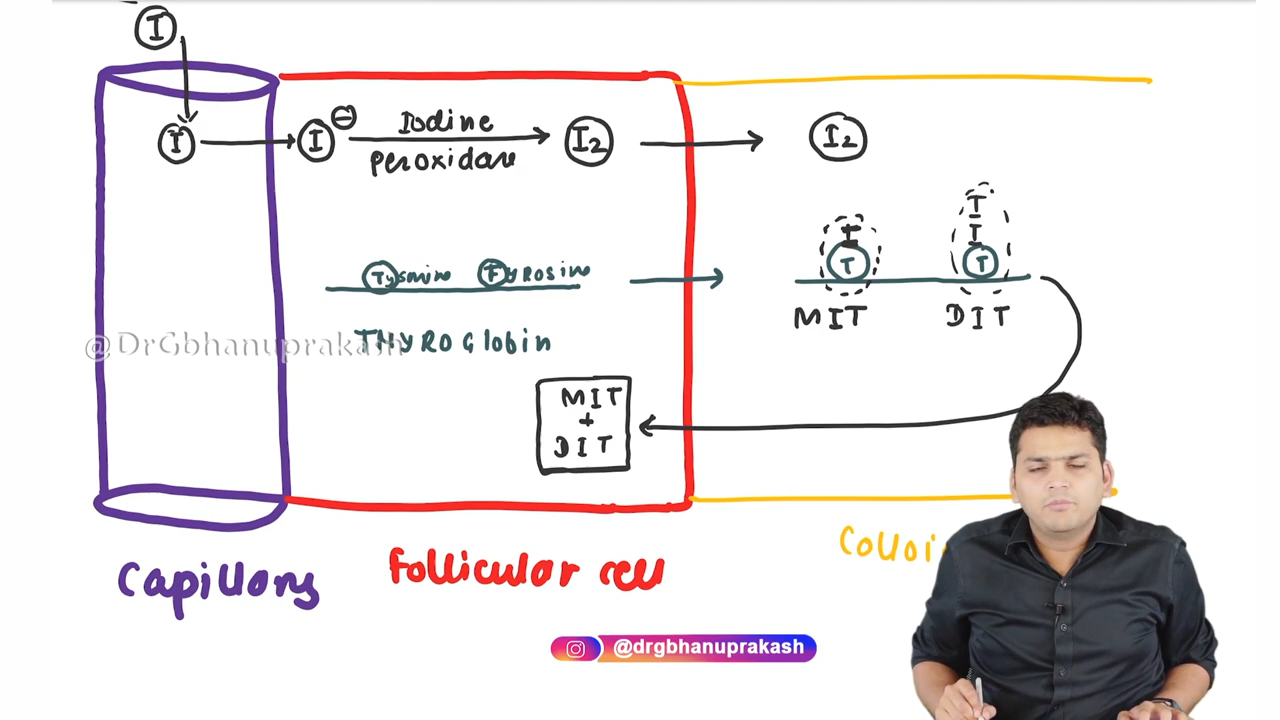 I
I
I ⊖
Iodine
peroxidase
I2
I2
Tyrosine Tyrosine
THYROGlobin
I
T
MIT
I
I
T
DIT
MIT
+
DIT
@DrGbhanuprakash
Capillary
Follicular cell
@drgbhanuprakash